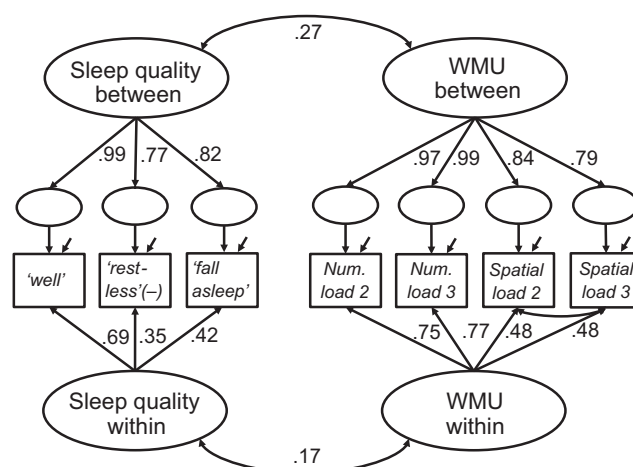 .27
Sleep quality
between
WMU
between
.99 .77 .82
.97 .99 .84 .79
'well'
'rest-
less'(–)
'fall
asleep'
Num.
load 2
Num.
load 3
Spatial
load 2
Spatial
load 3
.69 .35 .42
.75 .77 .48 .48
Sleep quality
within
WMU
within
.17